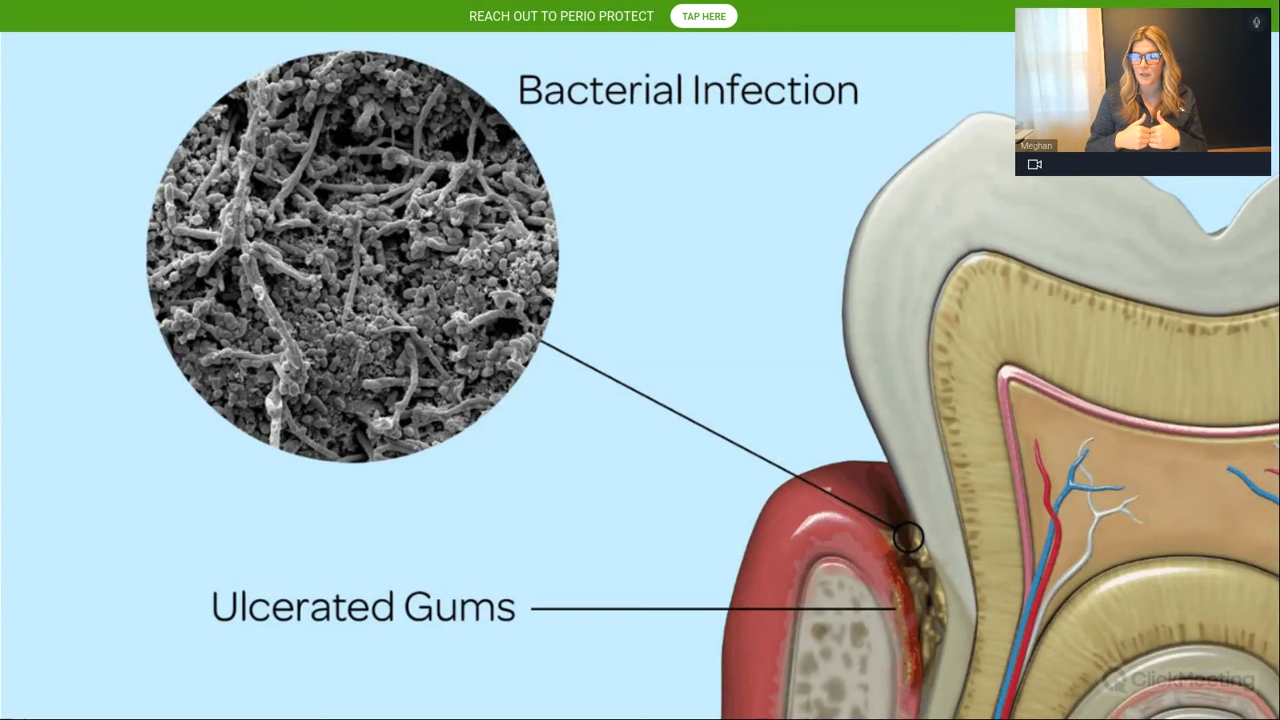 REACH OUT TO PERIO PROTECT
TAP HERE
Bacterial Infection
Meghan
Ulcerated Gums
ClickMeeting